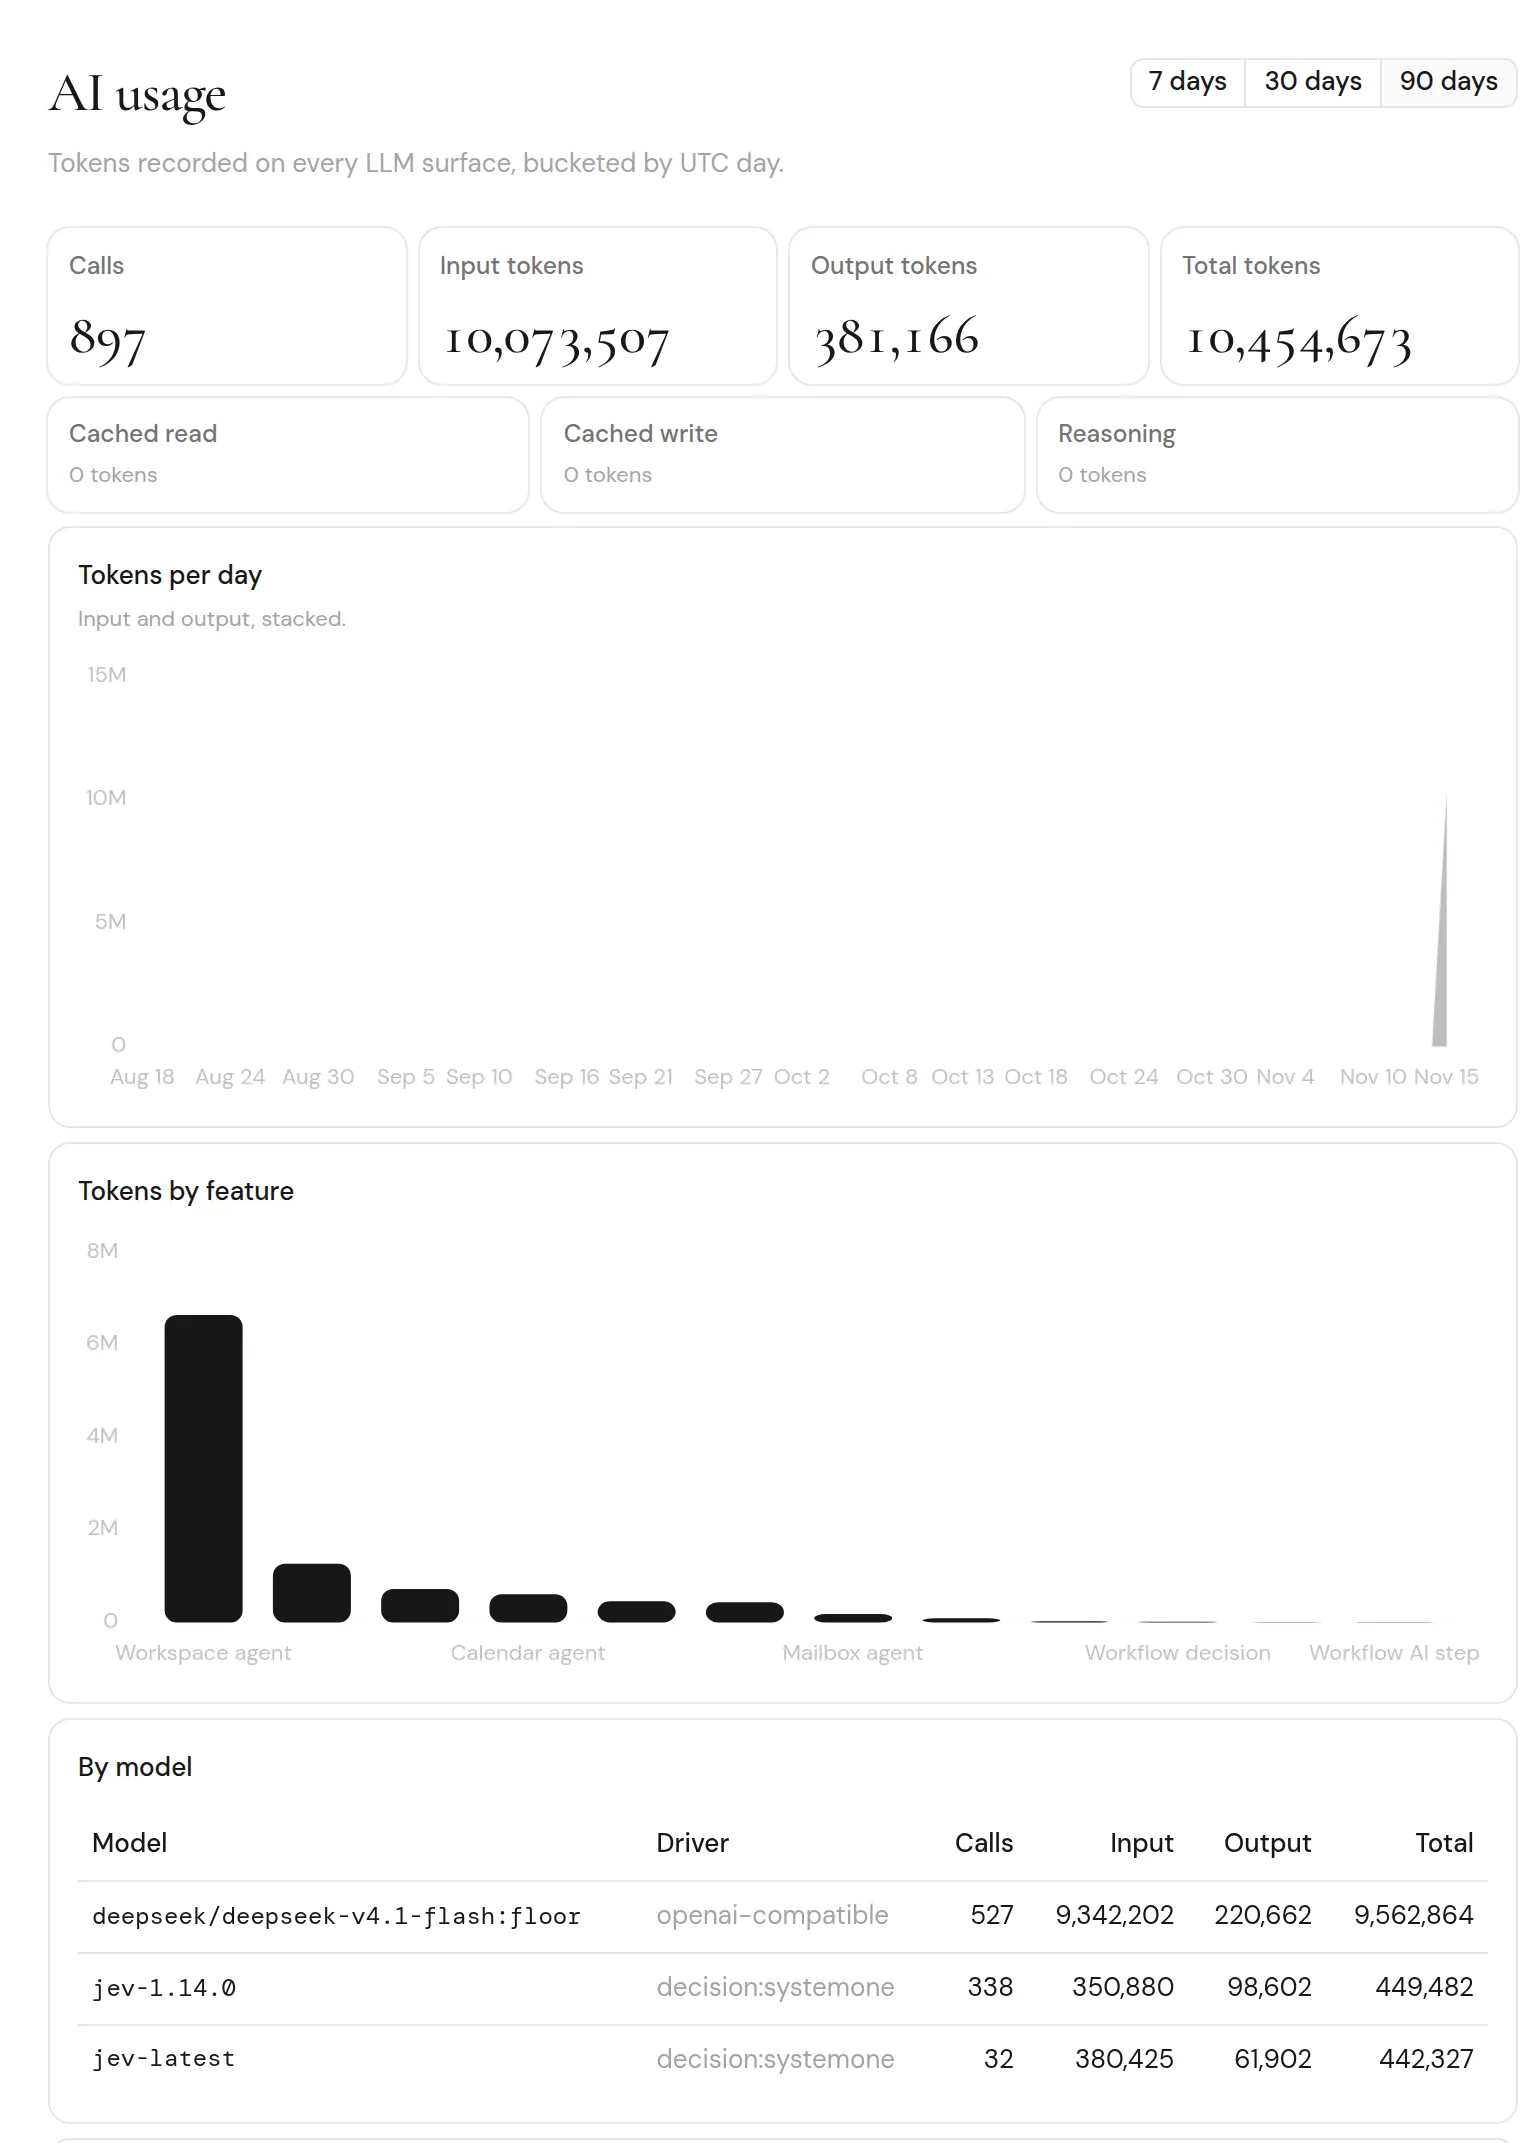 AI usage
7 days 30 days 90 days
Tokens recorded on every LLM surface, bucketed by UTC day.
Calls
897
Input tokens
10,073,507
Output tokens
381,166
Total tokens
10,454,673
Cached read
0 tokens
Cached write
0 tokens
Reasoning
0 tokens
Tokens per day
Input and output, stacked.
15M
10M
5M
0
Aug 18 Aug 24 Aug 30 Sep 5 Sep 10 Sep 16 Sep 21 Sep 27 Oct 2 Oct 8 Oct 13 Oct 18 Oct 24 Oct 30 Nov 4 Nov 10 Nov 15
Tokens by feature
8M
6M
4M
2M
0
Workspace agent Calendar agent Mailbox agent Workflow decision Workflow AI step
By model
Model Driver Calls Input Output Total
deepseek/deepseek-v4.1-flash:floor openai-compatible 527 9,342,202 220,662 9,562,864
jev-1.14.0 decision:systemone 338 350,880 98,602 449,482
jev-latest decision:systemone 32 380,425 61,902 442,327